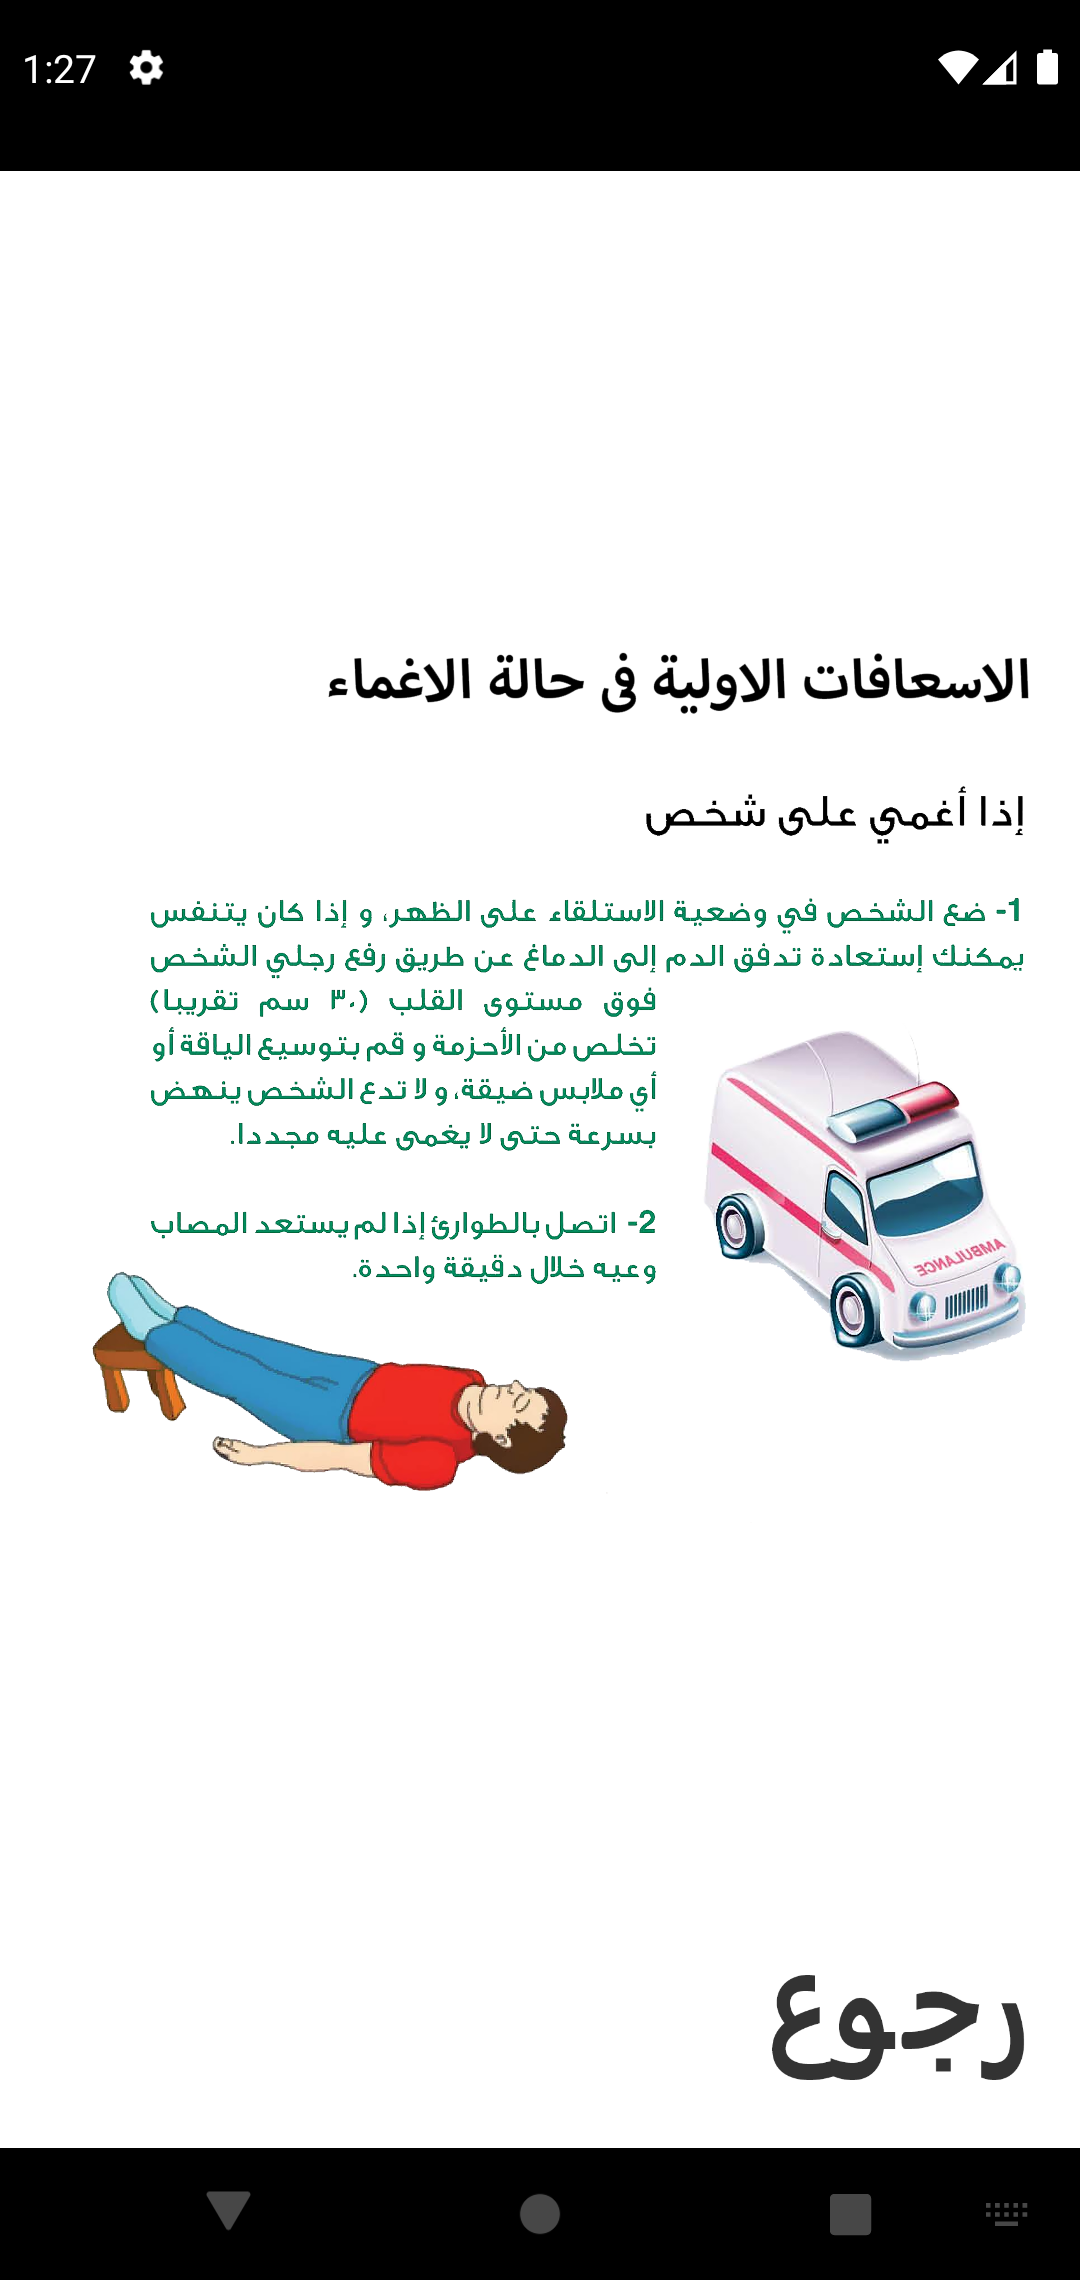 1:27
الاسعافات الاولية فى حالة الاغماء
إذا أغمي على شخص
1- ضع الشخص في وضعية الاستلقاء على الظهر، و إذا كان يتنفس
يمكنك إستعادة تدفق الدم إلى الدماغ عن طريق رفع رجلي الشخص
فوق مستوى القلب (٣٠ سم تقريبا)
تخلص من الأحزمة و قم بتوسيع الياقة أو
أي ملابس ضيقة، و لا تدع الشخص ينهض
بسرعة حتى لا يغمى عليه مجددا.
2- اتصل بالطوارئ إذا لم يستعد المصاب
وعيه خلال دقيقة واحدة.
AMBULANCE
رجوع